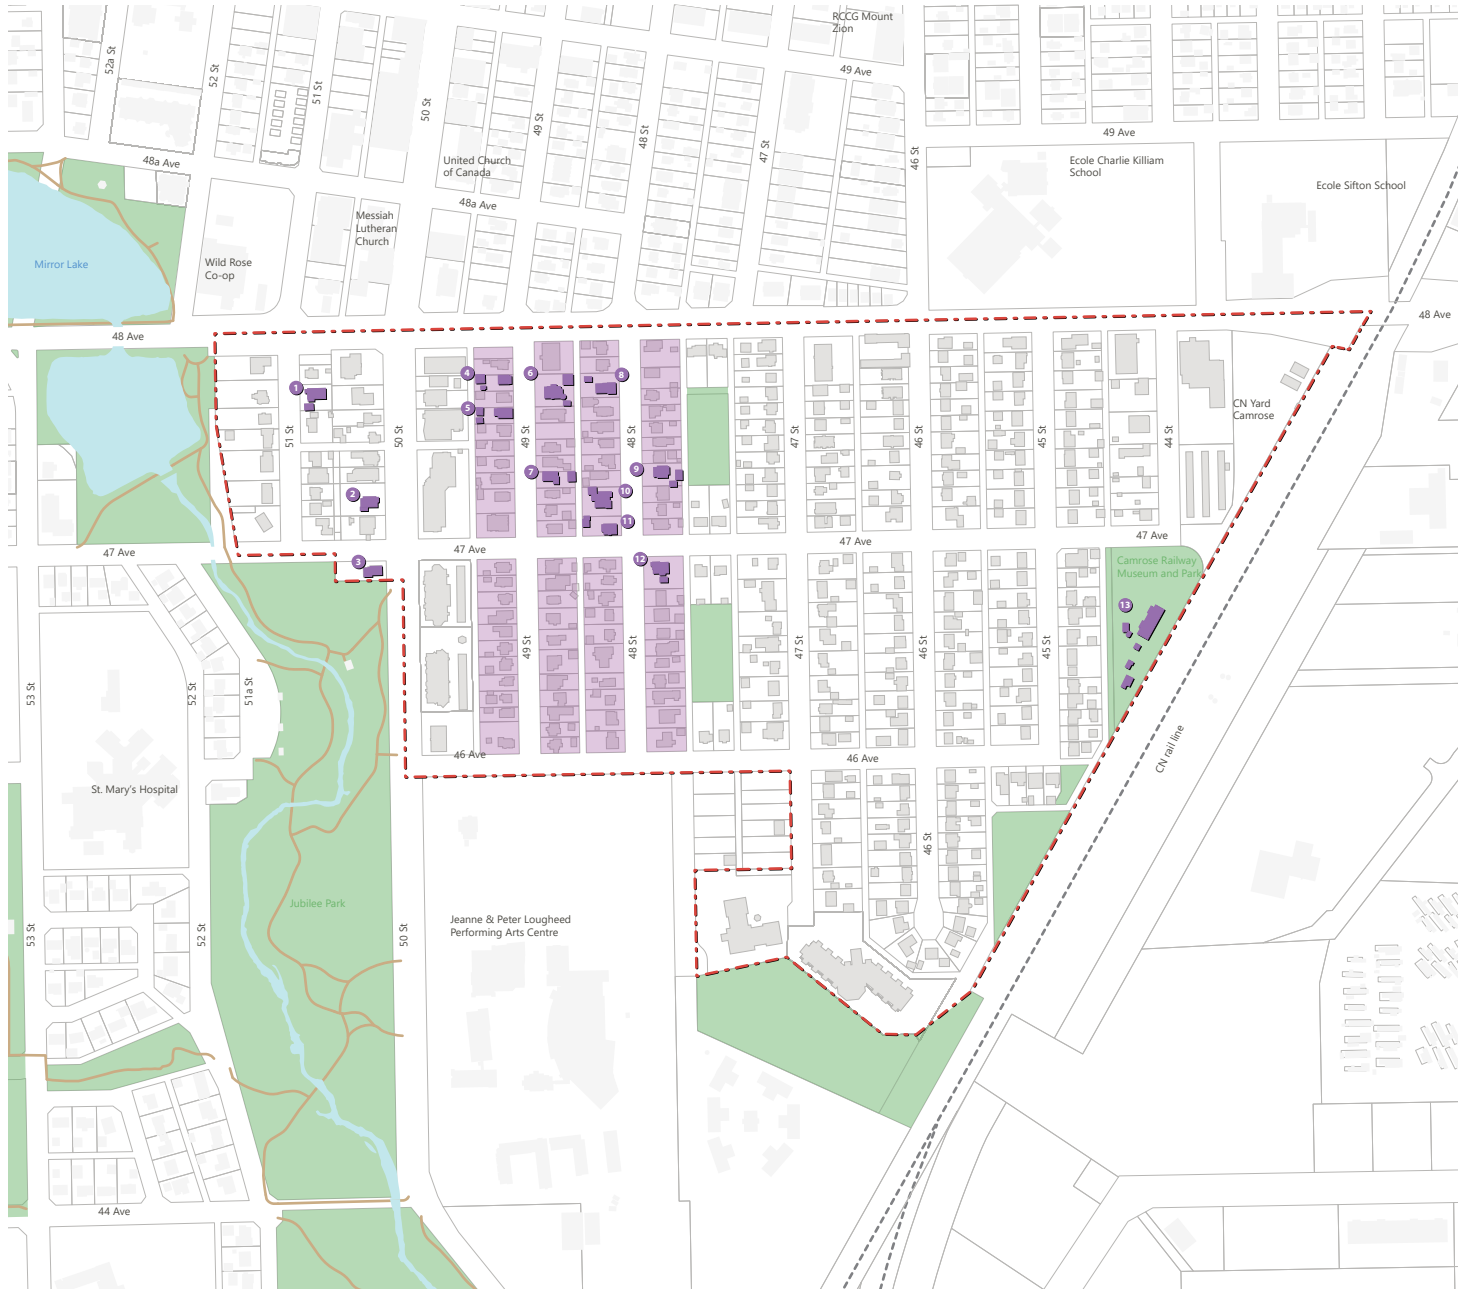 RCCG Mount
Zion
52a St
52 St
51 St
50 St
49 St
48 St
47 St
46 St
49 Ave
49 Ave
48a Ave
United Church
of Canada
Ecole Charlie Killiam
School
Ecole Sifton School
48a Ave
Messiah
Lutheran
Church
Mirror Lake
Wild Rose
Co-op
48 Ave
48 Ave
1
4
6
8
5
CN Yard
Camrose
51 St
50 St
49 St
48 St
47 St
46 St
45 St
44 St
7
9
2
10
11
47 Ave
47 Ave
47 Ave
47 Ave
3
12
Camrose Railway
Museum and Park
13
49 St
48 St
47 St
46 St
45 St
53 St
52 St
51a St
CN rail line
46 Ave
46 Ave
St. Mary's Hospital
46 St
Jubilee Park
Jeanne & Peter Lougheed
Performing Arts Centre
53 St
52 St
50 St
44 Ave